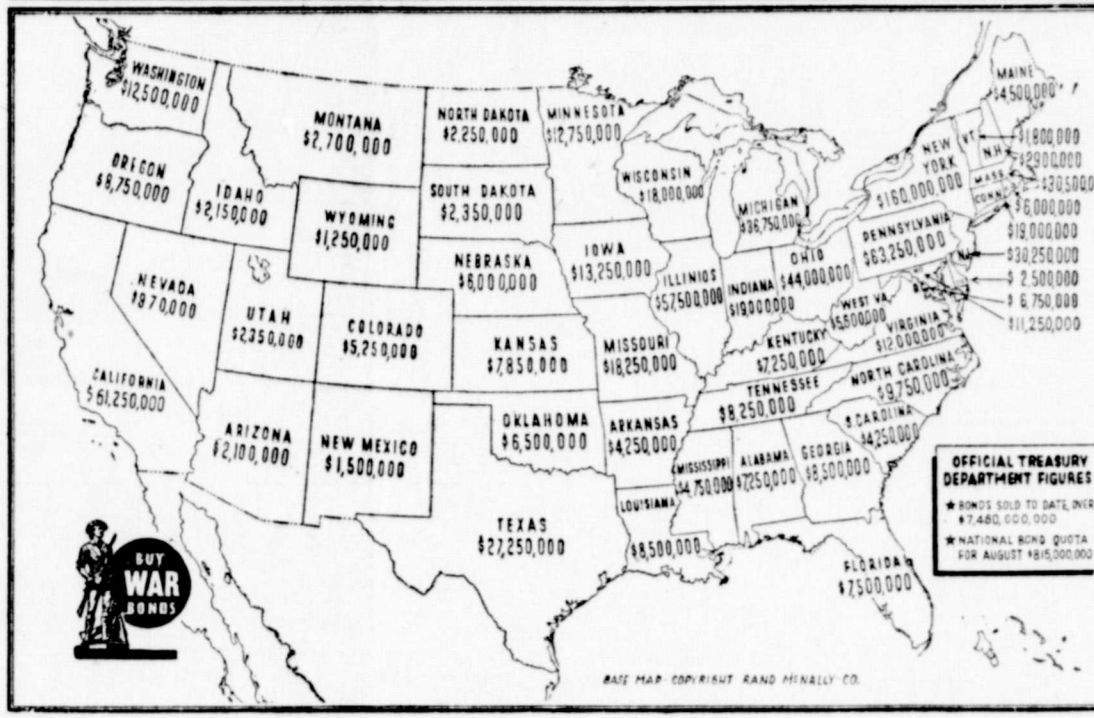 WASHINGTON
$12,500,000
OREGON
$8,750,000
IDAHO
$2,150,000
MONTANA
$2,700,000
WYOMING
$1,250,000
NORTH DAKOTA
$2,250,000
SOUTH DAKOTA
$2,350,000
NEBRASKA
$6,000,000
MINNESOTA
$12,750,000
WISCONSIN
$18,000,000
MICHIGAN
$36,750,000
IOWA
$13,250,000
ILLINIOS
$57,500,000
INDIANA
$19,000,000
OHIO
$44,000,000
PENNSYLVANIA
$63,250,000
NEW
YORK
$160,000,000
MAINE
$4,500,000
VT.
N.H.
MASS.
CONN.
$1,800,000
$2,900,000
$30,500,0
$6,000,000
$19,000,000
$30,250,000
$2,500,000
$6,750,000
$11,250,000
NEVADA
$870,000
UTAH
$2,350,000
COLORADO
$5,250,000
KANSAS
$7,850,000
MISSOURI
$18,250,000
KENTUCKY
$7,250,000
WEST VA.
VIRGINIA
$12,000,000
CALIFORNIA
$61,250,000
ARIZONA
$2,100,000
NEW MEXICO
$1,500,000
OKLAHOMA
$6,500,000
ARKANSAS
$4,250,000
TENNESSEE
$8,250,000
NORTH CAROLINA
$9,750,000
S. CAROLINA
$4,250,000
MISSISSIPPI
$4,750,000
ALABAMA
$7,250,000
GEORGIA
$8,500,000
LOUISIANA
$8,500,000
TEXAS
$27,250,000
FLORIDA
$7,500,000
OFFICIAL TREASURY
DEPARTMENT FIGURES
★ BONDS SOLD TO DATE, OVER
$7,460,000,000
★ NATIONAL BOND QUOTA
FOR AUGUST $815,000,000
BUY
WAR
BONDS
BASE MAP COPYRIGHT RAND MCNALLY CO.